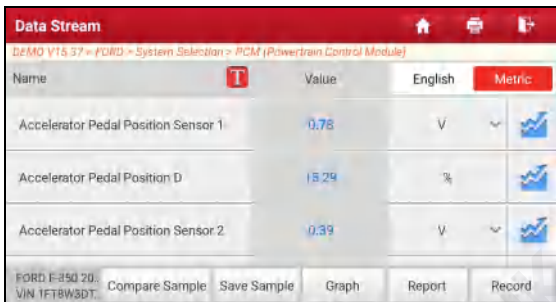 Data Stream
DEMO V15.37 > FORD > System Selection > PCM (Powertrain Control Module)
Name T Value English Metric
Accelerator Pedal Position Sensor 1 0.78 V
Accelerator Pedal Position D 15.29 %
Accelerator Pedal Position Sensor 2 0.39 V
FORD F-350 20..
VIN 1FT8W3DT.
Compare Sample Save Sample Graph Report Record